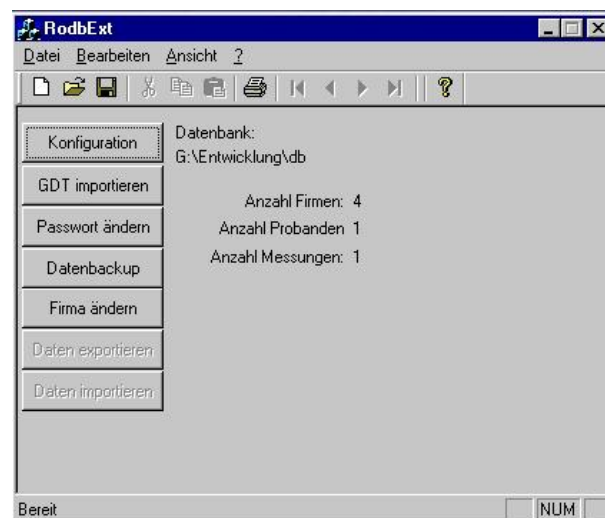 RodbExt
Datei Bearbeiten Ansicht ?
Konfiguration
GDT importieren
Passwort ändern
Datenbackup
Firma ändern
Daten exportieren
Daten importieren
Datenbank:
G:\Entwicklung\db
Anzahl Firmen: 4
Anzahl Probanden 1
Anzahl Messungen: 1
Bereit
NUM